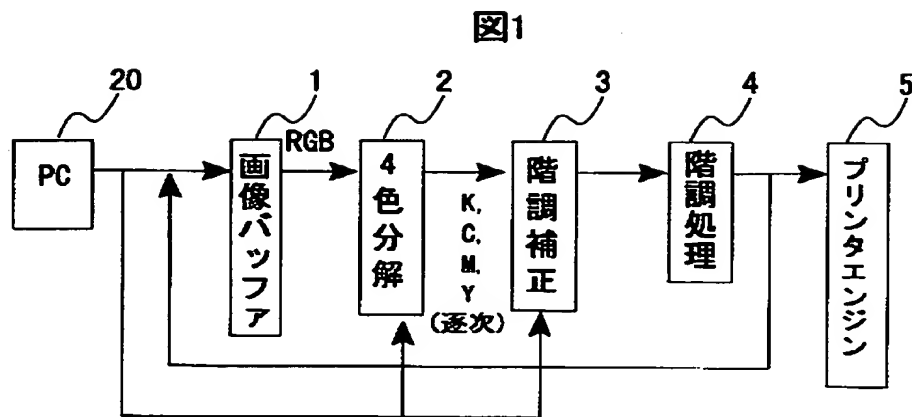 図1
20
1
2
3
4
5
PC
RGB
画像バッファ
4色分解
K,
C,
M,
Y
(逐次)
階調補正
階調処理
プリンタエンジン